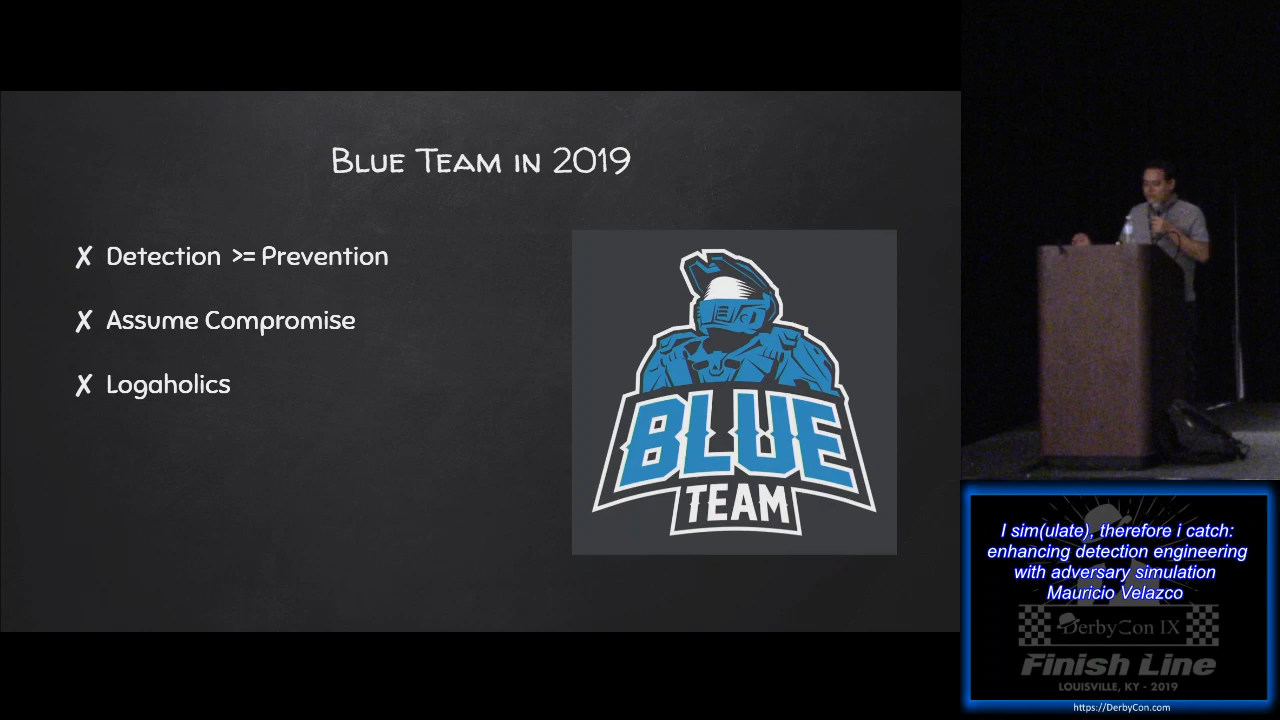 Blue Team in 2019
✗ Detection >= Prevention
✗ Assume Compromise
✗ Logaholics
BLUE
TEAM
I sim(ulate), therefore i catch:
enhancing detection engineering
with adversary simulation
Mauricio Velazco
DerbyCon IX
Finish Line
LOUISVILLE, KY - 2019
https://DerbyCon.com